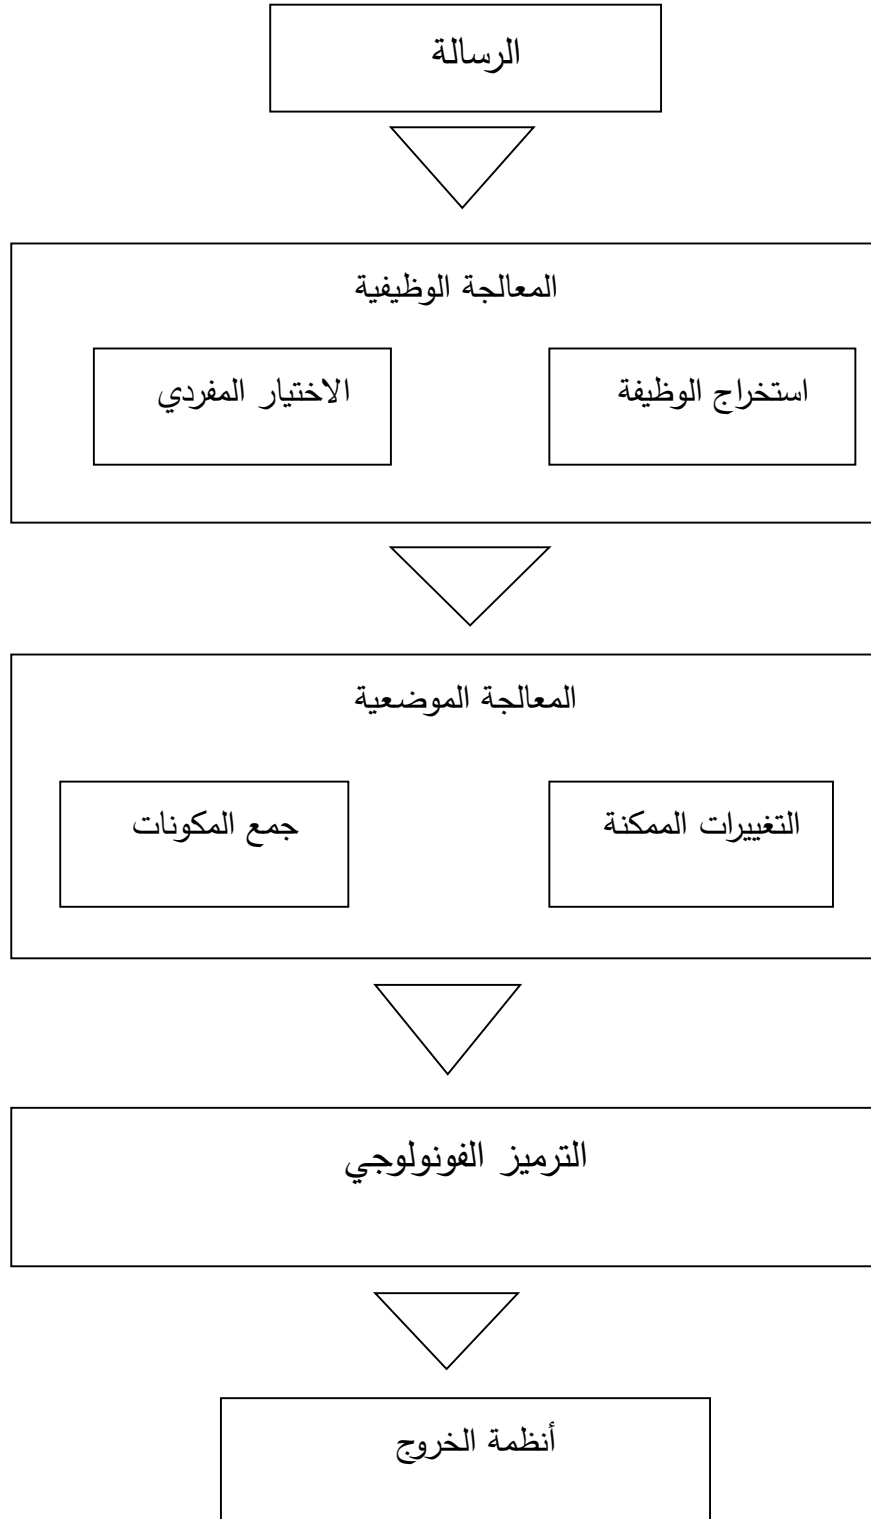 الرسالة
المعالجة الوظيفية
استخراج الوظيفة
الاختيار المفردي
المعالجة الموضعية
التغييرات الممكنة
جمع المكونات
الترميز الفونولوجي
أنظمة الخروج